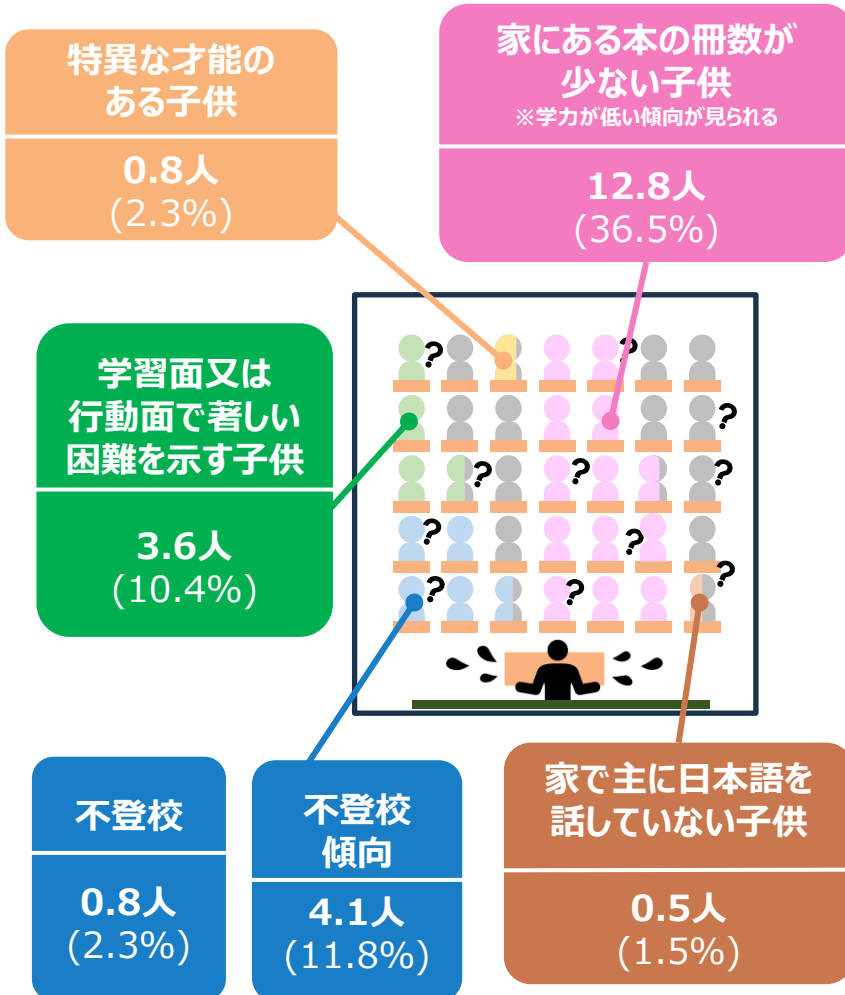 特異な才能の
ある子供
0.8人
(2.3%)
家にある本の冊数が
少ない子供
※学力が低い傾向が見られる
12.8人
(36.5%)
学習面又は
行動面で著しい
困難を示す子供
3.6人
(10.4%)
?
?
?
?
?
?
?
?
?
?
?
不登校
0.8人
(2.3%)
不登校
傾向
4.1人
(11.8%)
家で主に日本語を
話していない子供
0.5人
(1.5%)